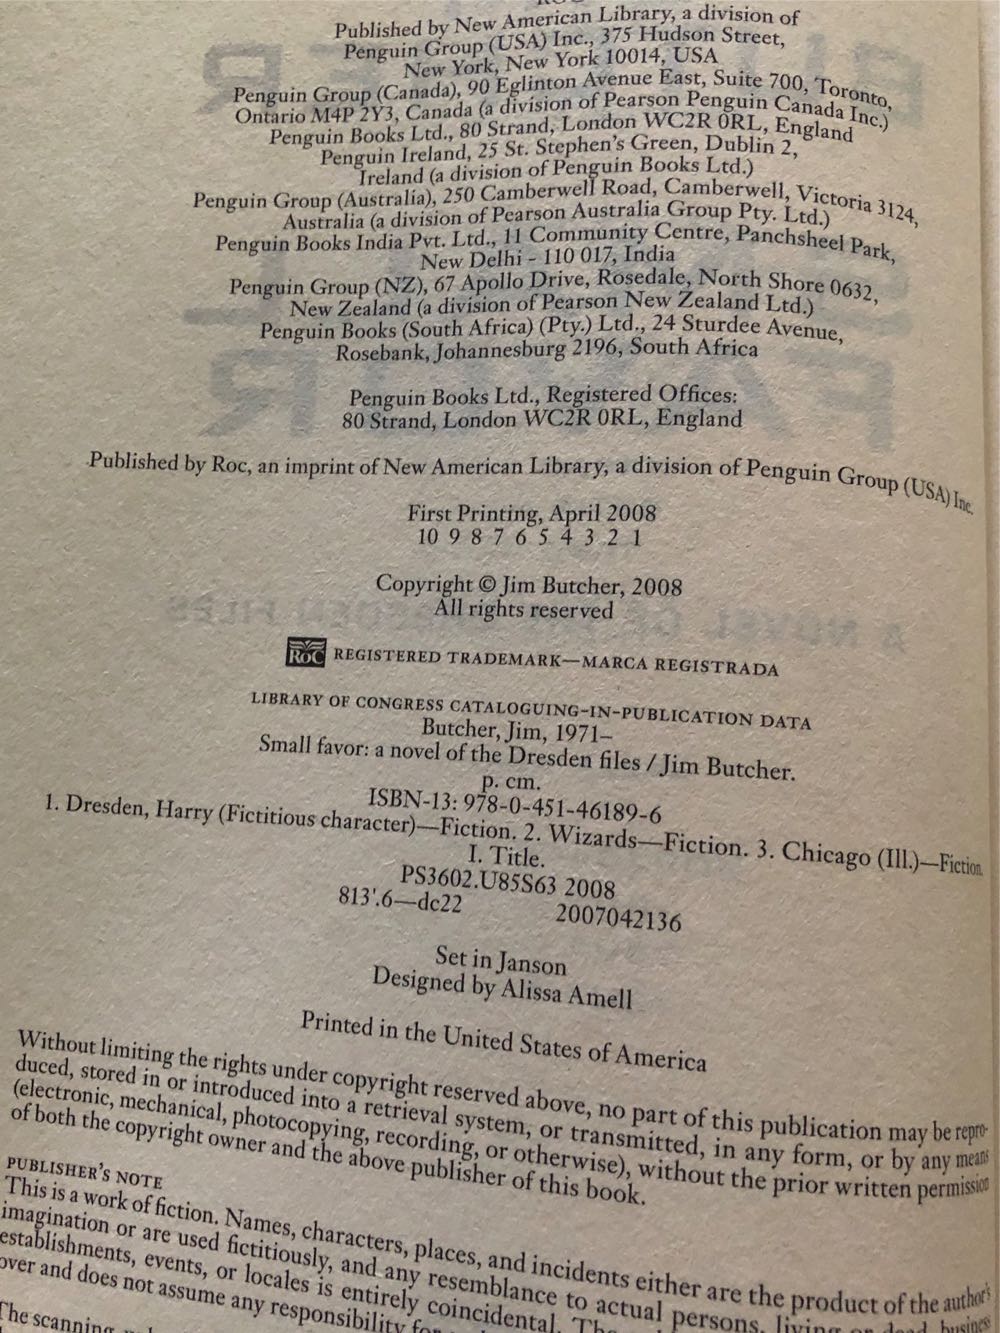 Published by New American Library, a division of
Penguin Group (USA) Inc., 375 Hudson Street,
New York, New York 10014, USA
Penguin Group (Canada), 90 Eglinton Avenue East, Suite 700, Toronto,
Ontario M4P 2Y3, Canada (a division of Pearson Penguin Canada Inc.)
Penguin Books Ltd., 80 Strand, London WC2R 0RL, England
Penguin Ireland, 25 St. Stephen's Green, Dublin 2,
Ireland (a division of Penguin Books Ltd.)
Penguin Group (Australia), 250 Camberwell Road, Camberwell, Victoria 3124,
Australia (a division of Pearson Australia Group Pty. Ltd.)
Penguin Books India Pvt. Ltd., 11 Community Centre, Panchsheel Park,
New Delhi - 110 017, India
Penguin Group (NZ), 67 Apollo Drive, Rosedale, North Shore 0632,
New Zealand (a division of Pearson New Zealand Ltd.)
Penguin Books (South Africa) (Pty.) Ltd., 24 Sturdee Avenue,
Rosebank, Johannesburg 2196, South Africa
Penguin Books Ltd., Registered Offices:
80 Strand, London WC2R 0RL, England
Published by Roc, an imprint of New American Library, a division of Penguin Group (USA) Inc.
First Printing, April 2008
10 9 8 7 6 5 4 3 2 1
Copyright © Jim Butcher, 2008
All rights reserved
ROC REGISTERED TRADEMARK—MARCA REGISTRADA
LIBRARY OF CONGRESS CATALOGUING-IN-PUBLICATION DATA
Butcher, Jim, 1971–
Small favor: a novel of the Dresden files / Jim Butcher.
p. cm.
ISBN-13: 978-0-451-46189-6
1. Dresden, Harry (Fictitious character)—Fiction. 2. Wizards—Fiction. 3. Chicago (Ill.)—Fiction.
I. Title.
PS3602.U85S63 2008
813'.6—dc22 2007042136
Set in Janson
Designed by Alissa Amell
Printed in the United States of America
Without limiting the rights under copyright reserved above, no part of this publication may be repro-
duced, stored in or introduced into a retrieval system, or transmitted, in any form, or by any means
(electronic, mechanical, photocopying, recording, or otherwise), without the prior written permission
of both the copyright owner and the above publisher of this book.
PUBLISHER'S NOTE
This is a work of fiction. Names, characters, places, and incidents either are the product of the author's
imagination or are used fictitiously, and any resemblance to actual persons, living or dead, business
establishments, events, or locales is entirely coincidental. The
over and does not assume any responsibility for
The scanning,